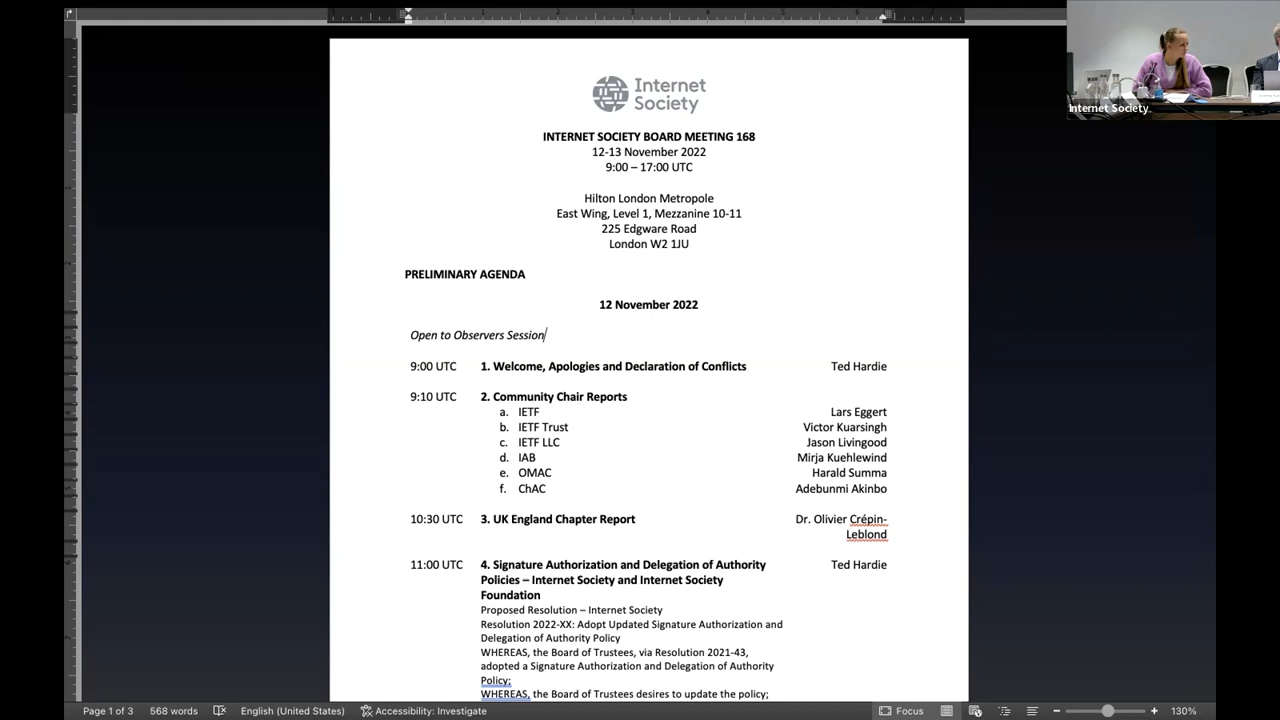 Internet
Society
INTERNET SOCIETY BOARD MEETING 168
12-13 November 2022
9:00 – 17:00 UTC
Hilton London Metropole
East Wing, Level 1, Mezzanine 10-11
225 Edgware Road
London W2 1JU
PRELIMINARY AGENDA
12 November 2022
Open to Observers Session
9:00 UTC 1. Welcome, Apologies and Declaration of Conflicts Ted Hardie
9:10 UTC 2. Community Chair Reports
a. IETF Lars Eggert
b. IETF Trust Victor Kuarsingh
c. IETF LLC Jason Livingood
d. IAB Mirja Kuehlewind
e. OMAC Harald Summa
f. ChAC Adebunmi Akinbo
10:30 UTC 3. UK England Chapter Report Dr. Olivier Crépin-
Leblond
11:00 UTC 4. Signature Authorization and Delegation of Authority Ted Hardie
Policies – Internet Society and Internet Society
Foundation
Proposed Resolution – Internet Society
Resolution 2022-XX: Adopt Updated Signature Authorization and
Delegation of Authority Policy
WHEREAS, the Board of Trustees, via Resolution 2021-43,
adopted a Signature Authorization and Delegation of Authority
Policy;
WHEREAS, the Board of Trustees desires to update the policy;
Internet Society
Page 1 of 3 568 words English (United States) Accessibility: Investigate Focus 130%